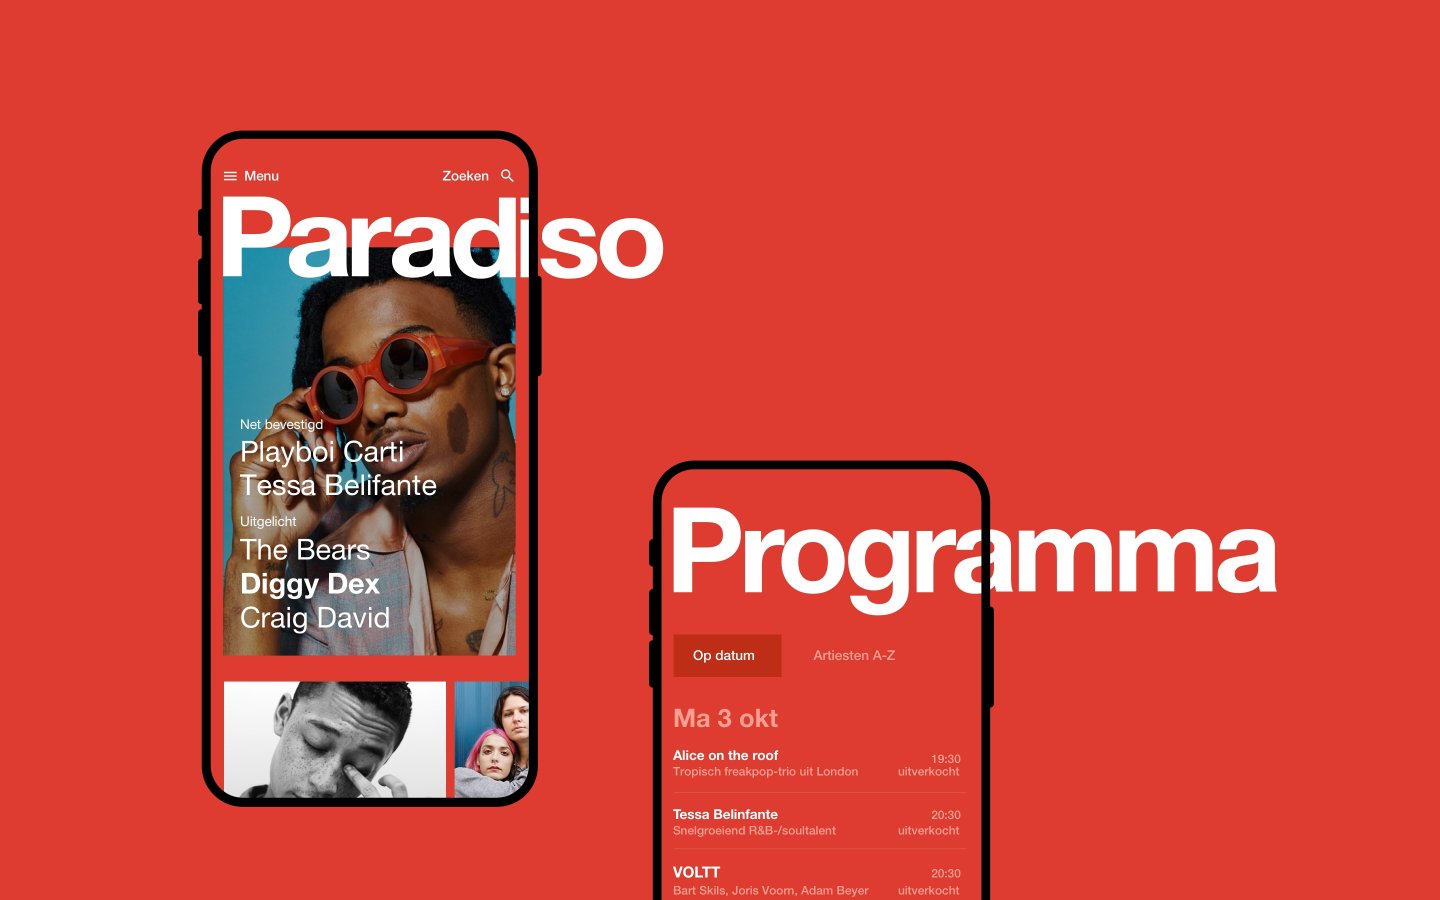 Menu
Zoeken
Paradiso
Net bevestigd
Playboi Carti
Tessa Belifante
Uitgelicht
The Bears
Diggy Dex
Craig David
Programma
Op datum
Artiesten A-Z
Ma 3 okt
Alice on the roof
19:30
Tropisch freakpop-trio uit London
uitverkocht
Tessa Belinfante
20:30
Snelgroeiend R&B-/soultalent
uitverkocht
VOLTT
20:30
Bart Skils, Joris Voorn, Adam Beyer
uitverkocht